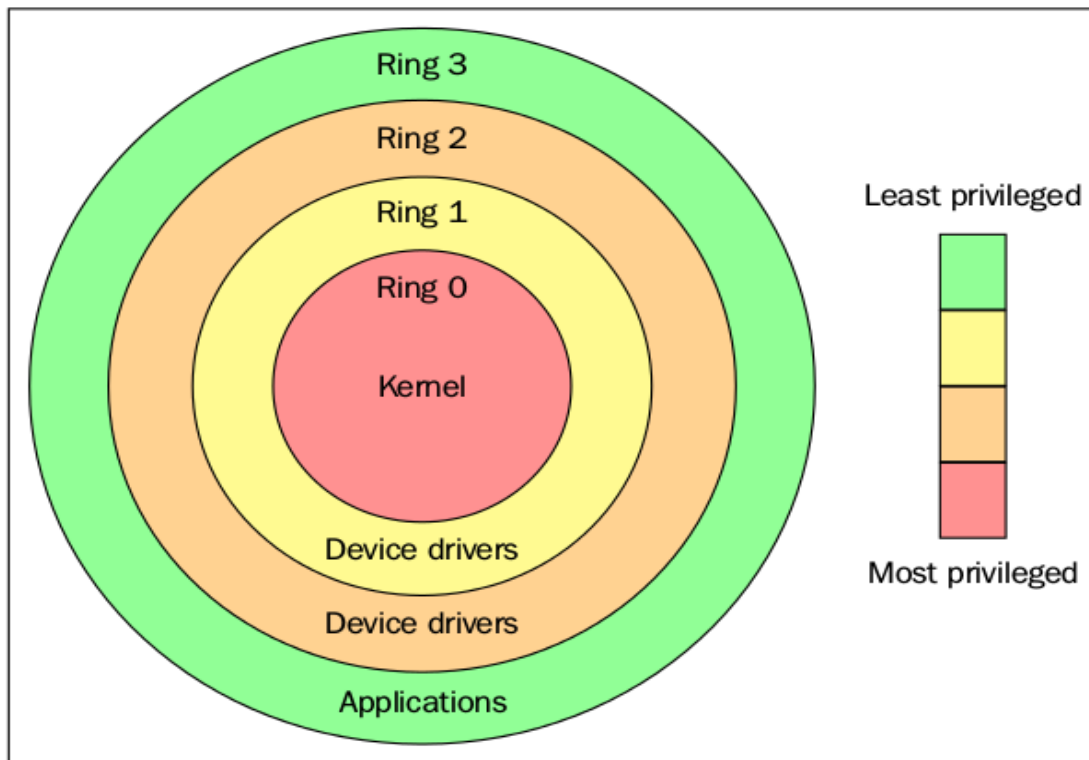 Ring 3
Ring 2
Ring 1
Ring 0
Kernel
Device drivers
Device drivers
Applications
Least privileged
Most privileged